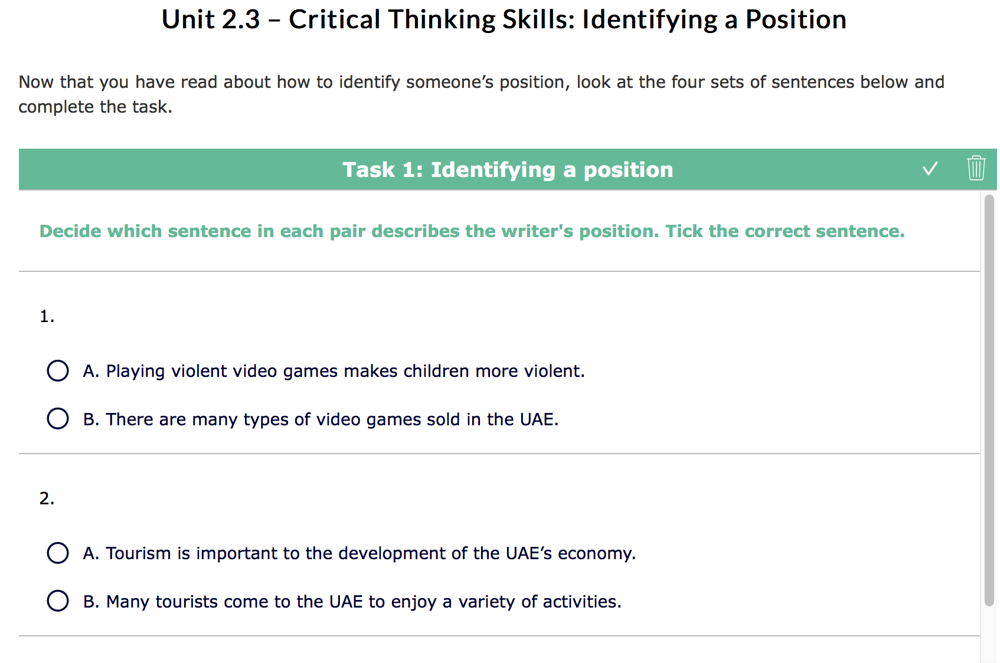 Unit 2.3 – Critical Thinking Skills: Identifying a Position
Now that you have read about how to identify someone’s position, look at the four sets of sentences below and
complete the task.
Task 1: Identifying a position
Decide which sentence in each pair describes the writer's position. Tick the correct sentence.
1.
A. Playing violent video games makes children more violent.
B. There are many types of video games sold in the UAE.
2.
A. Tourism is important to the development of the UAE’s economy.
B. Many tourists come to the UAE to enjoy a variety of activities.